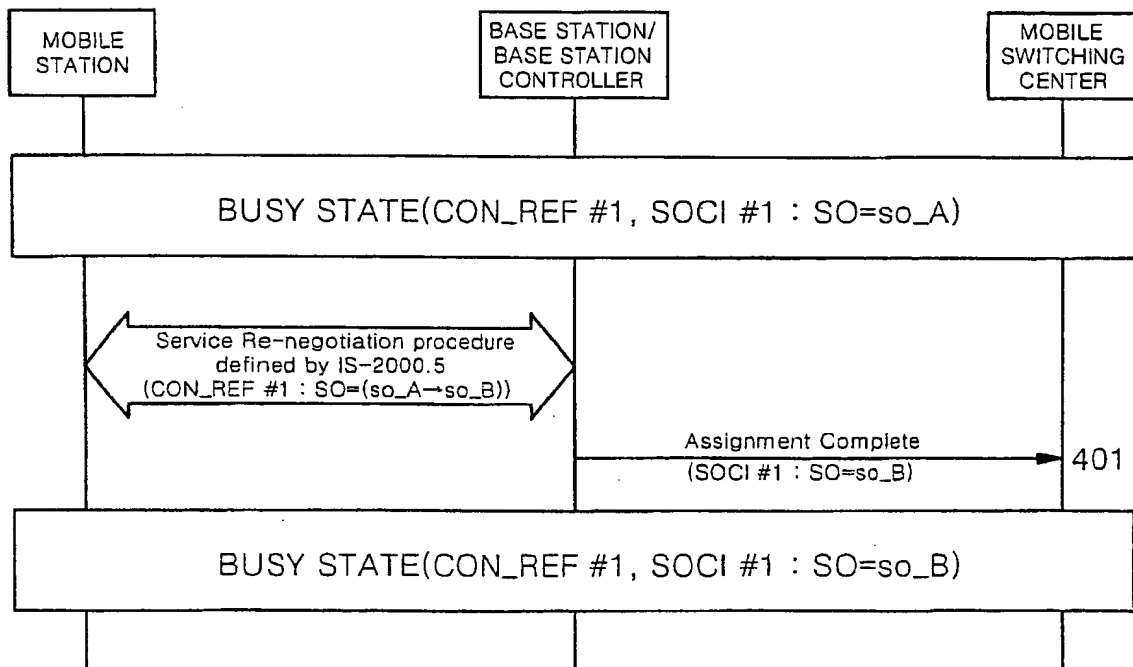 MOBILE
STATION
BASE STATION/
BASE STATION
CONTROLLER
MOBILE
SWITCHING
CENTER
BUSY STATE(CON_REF #1, SOCI #1 : SO=so_A)
Service Re-negotiation procedure
defined by IS-2000.5
(CON_REF #1 : SO=(so_A→so_B))
Assignment Complete
(SOCI #1 : SO=so_B)
401
BUSY STATE(CON_REF #1, SOCI #1 : SO=so_B)